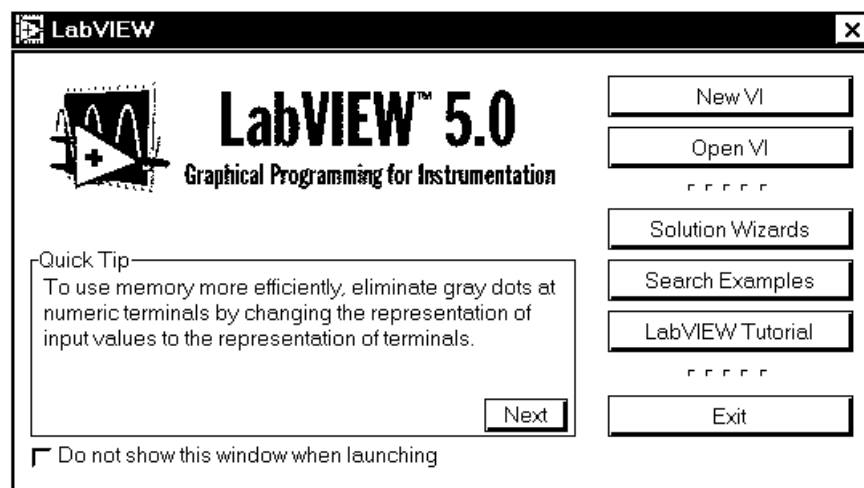 LabVIEW
LabVIEW™ 5.0
Graphical Programming for Instrumentation
Quick Tip
To use memory more efficiently, eliminate gray dots at
numeric terminals by changing the representation of
input values to the representation of terminals.
Next
Do not show this window when launching
New VI
Open VI
Solution Wizards
Search Examples
LabVIEW Tutorial
Exit